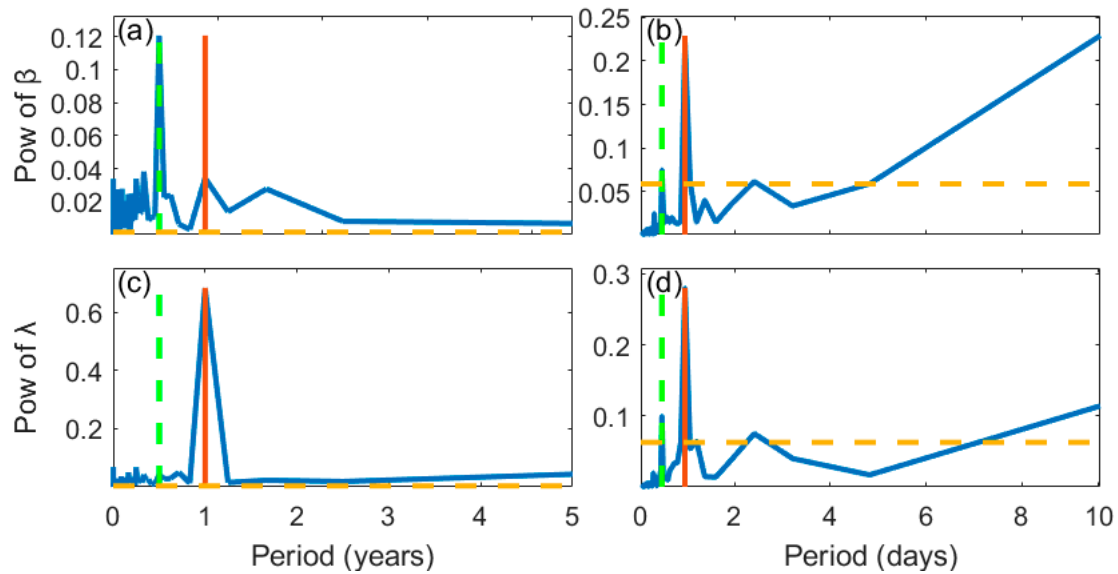 (a)
Pow of β
0.12
0.1
0.08
0.06
0.04
0.02
(b)
0.25
0.2
0.15
0.1
0.05
(c)
Pow of λ
0.6
0.4
0.2
0 1 2 3 4 5
Period (years)
(d)
0.3
0.2
0.1
0 2 4 6 8 10
Period (days)